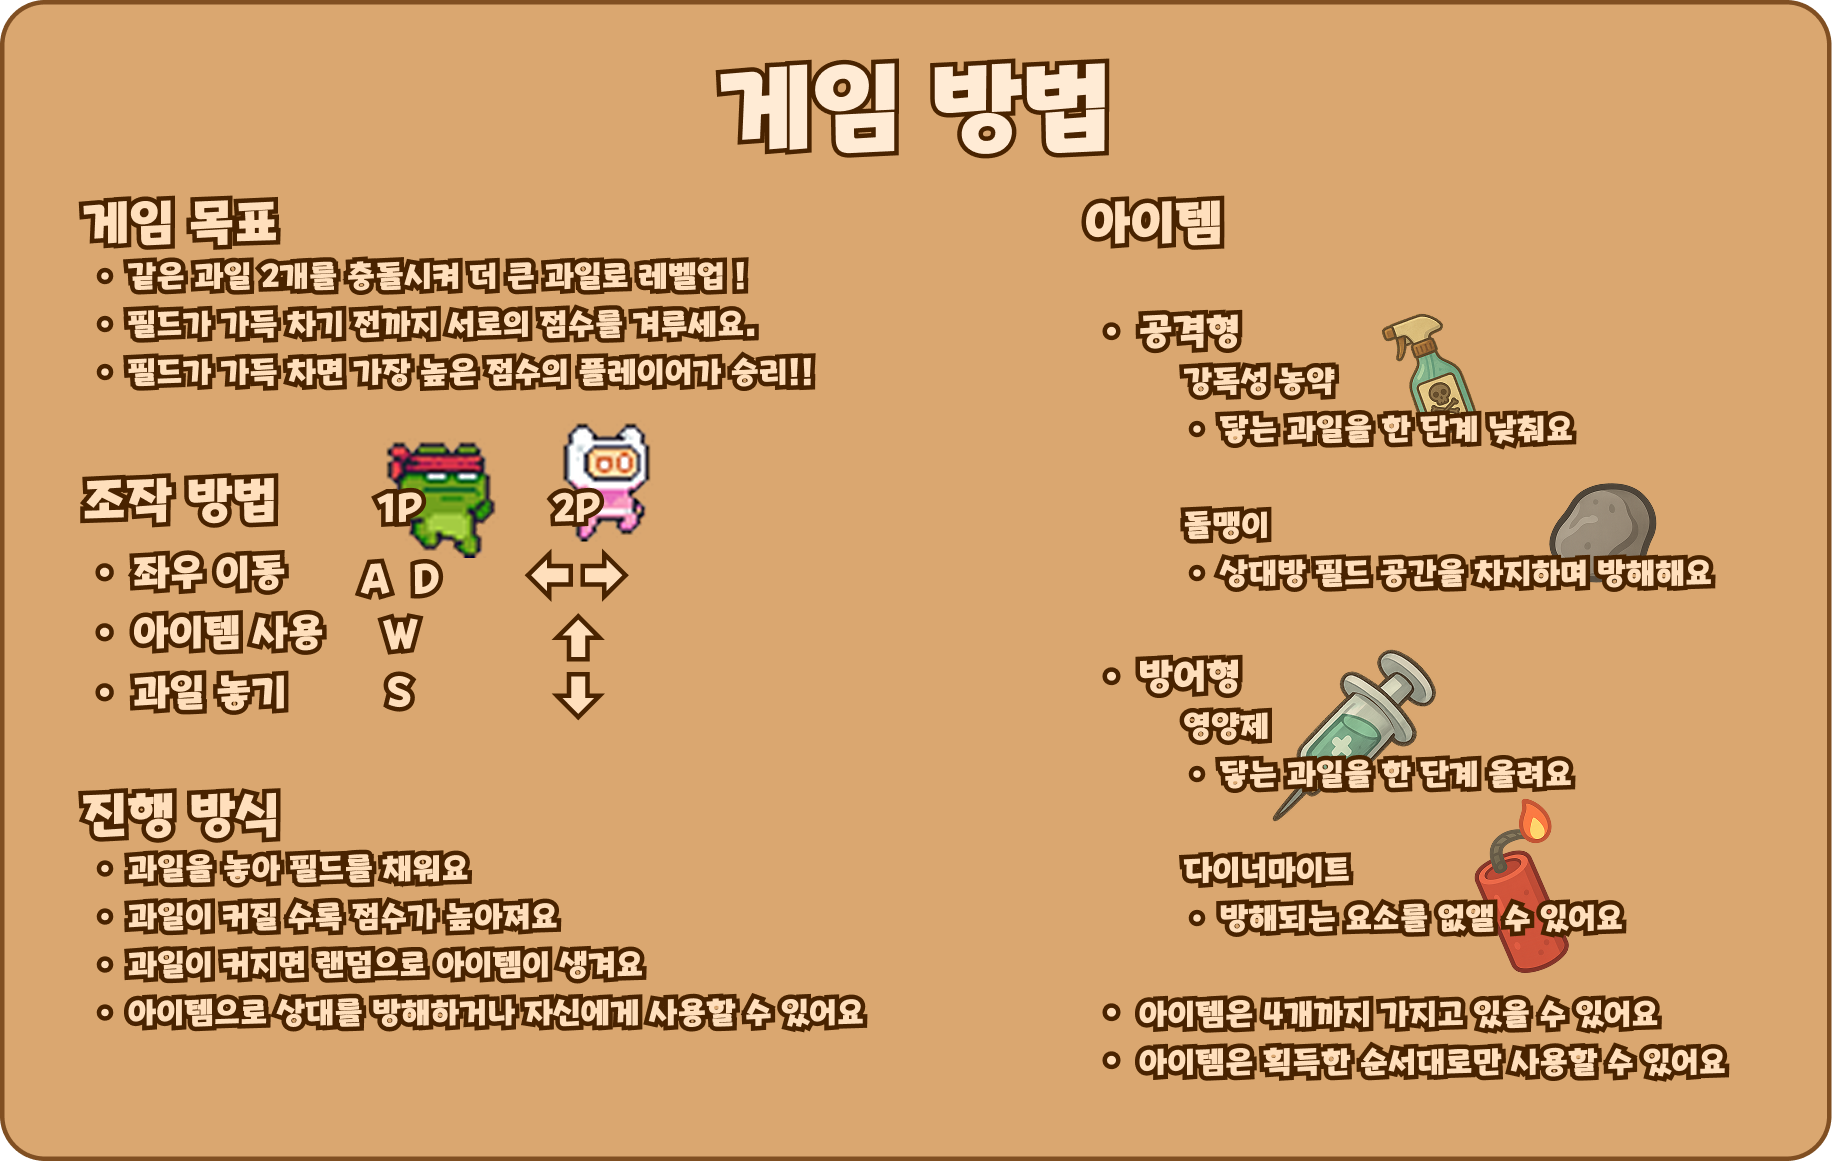 게임 방법
게임 목표
같은 과일 2개를 충돌시켜 더 큰 과일로 레벨업 !
필드가 가득 차기 전까지 서로의 점수를 겨루세요.
필드가 가득 차면 가장 높은 점수의 플레이어가 승리!!
조작 방법 1P 2P
좌우 이동 A D ← →
아이템 사용 W ↑
과일 놓기 S ↓
진행 방식
과일을 놓아 필드를 채워요
과일이 커질 수록 점수가 높아져요
과일이 커지면 랜덤으로 아이템이 생겨요
아이템으로 상대를 방해하거나 자신에게 사용할 수 있어요
아이템
공격형
강독성 농약
닿는 과일을 한 단계 낮춰요
돌맹이
상대방 필드 공간을 차지하며 방해해요
방어형
영양제
닿는 과일을 한 단계 올려요
다이너마이트
방해되는 요소를 없앨 수 있어요
아이템은 4개까지 가지고 있을 수 있어요
아이템은 획득한 순서대로만 사용할 수 있어요